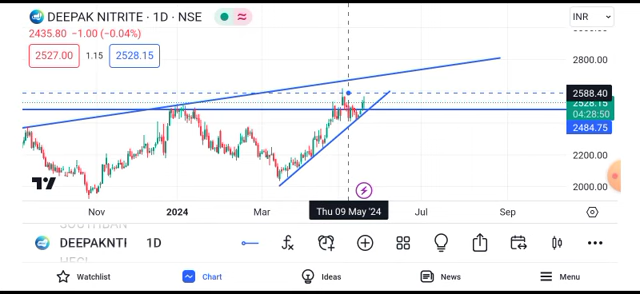 DEEPAK NITRITE · 1D · NSE
INR
2435.80 −1.00 (−0.04%)
2527.00 1.15 2528.15
2800.00
2588.40
2528.15
04:28:50
2484.75
2200.00
2000.00
Nov 2024 Mar Thu 09 May '24 Jul Sep
DEEPAKNTI 1D
Watchlist Chart Ideas News Menu